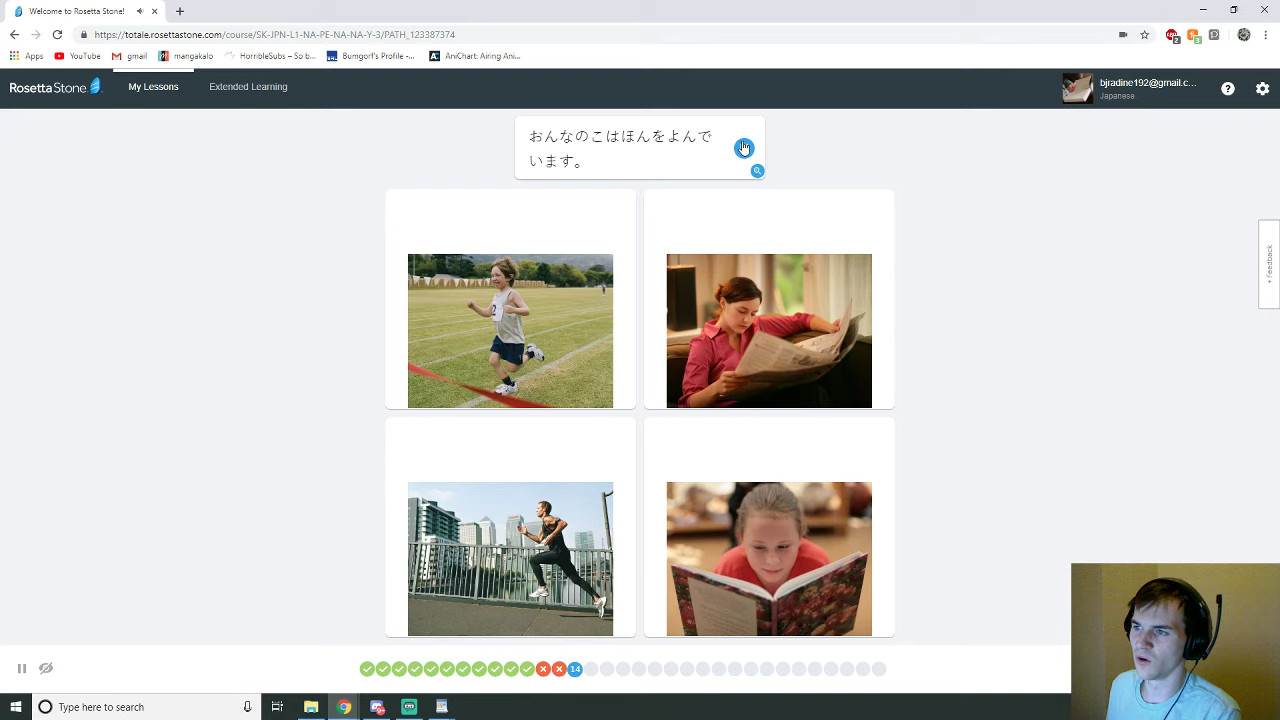 Welcome to Rosetta Stone!
https://totale.rosettastone.com/course/SK-JPN-L1-NA-PE-NA-NA-Y-3/PATH_123387374
Apps
YouTube
gmail
mangakalo
HorribleSubs – So b...
Bumgorf's Profile -...
AniChart: Airing Ani...
RosettaStone
My Lessons
Extended Learning
bjradine192@gmail.c...
Japanese
おんなのこはほんをよんで
います。
+ Feedback
14
Type here to search